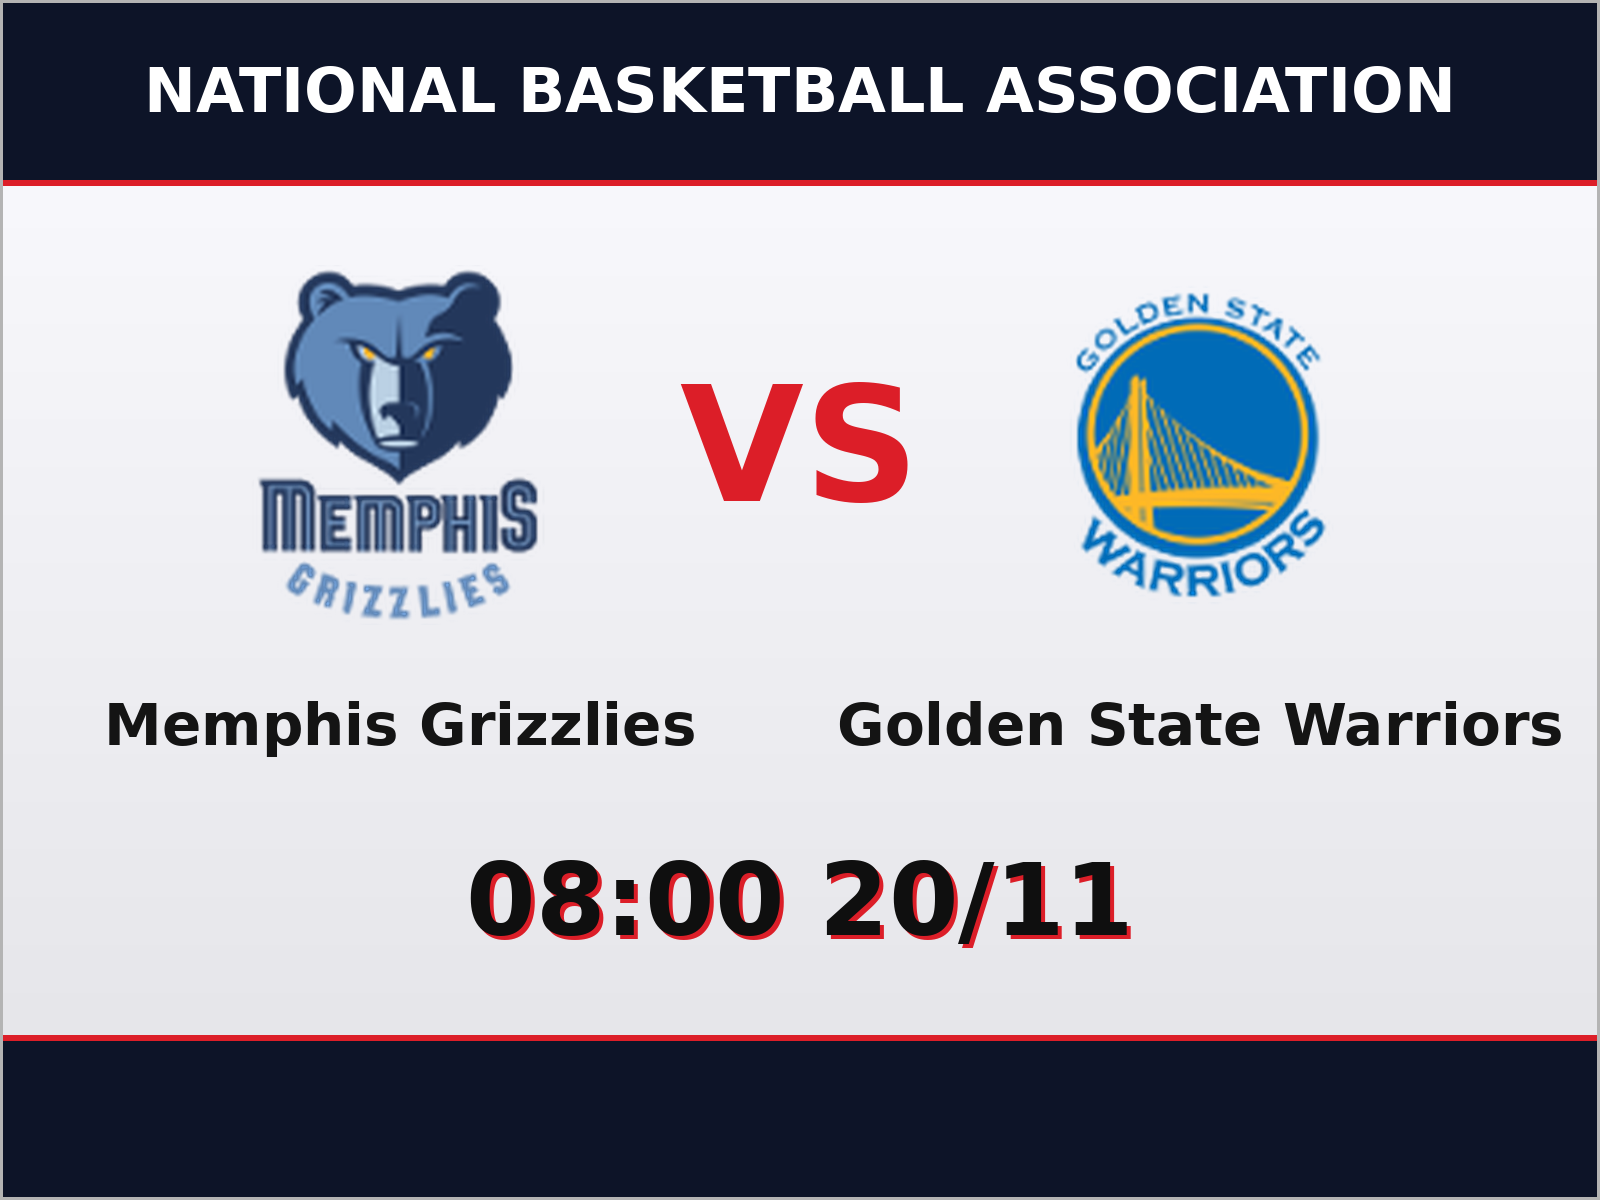 NATIONAL BASKETBALL ASSOCIATION
MEMPHIS
GRIZZLIES
VS
GOLDEN STATE
WARRIORS
Memphis Grizzlies
Golden State Warriors
08:00 20/11